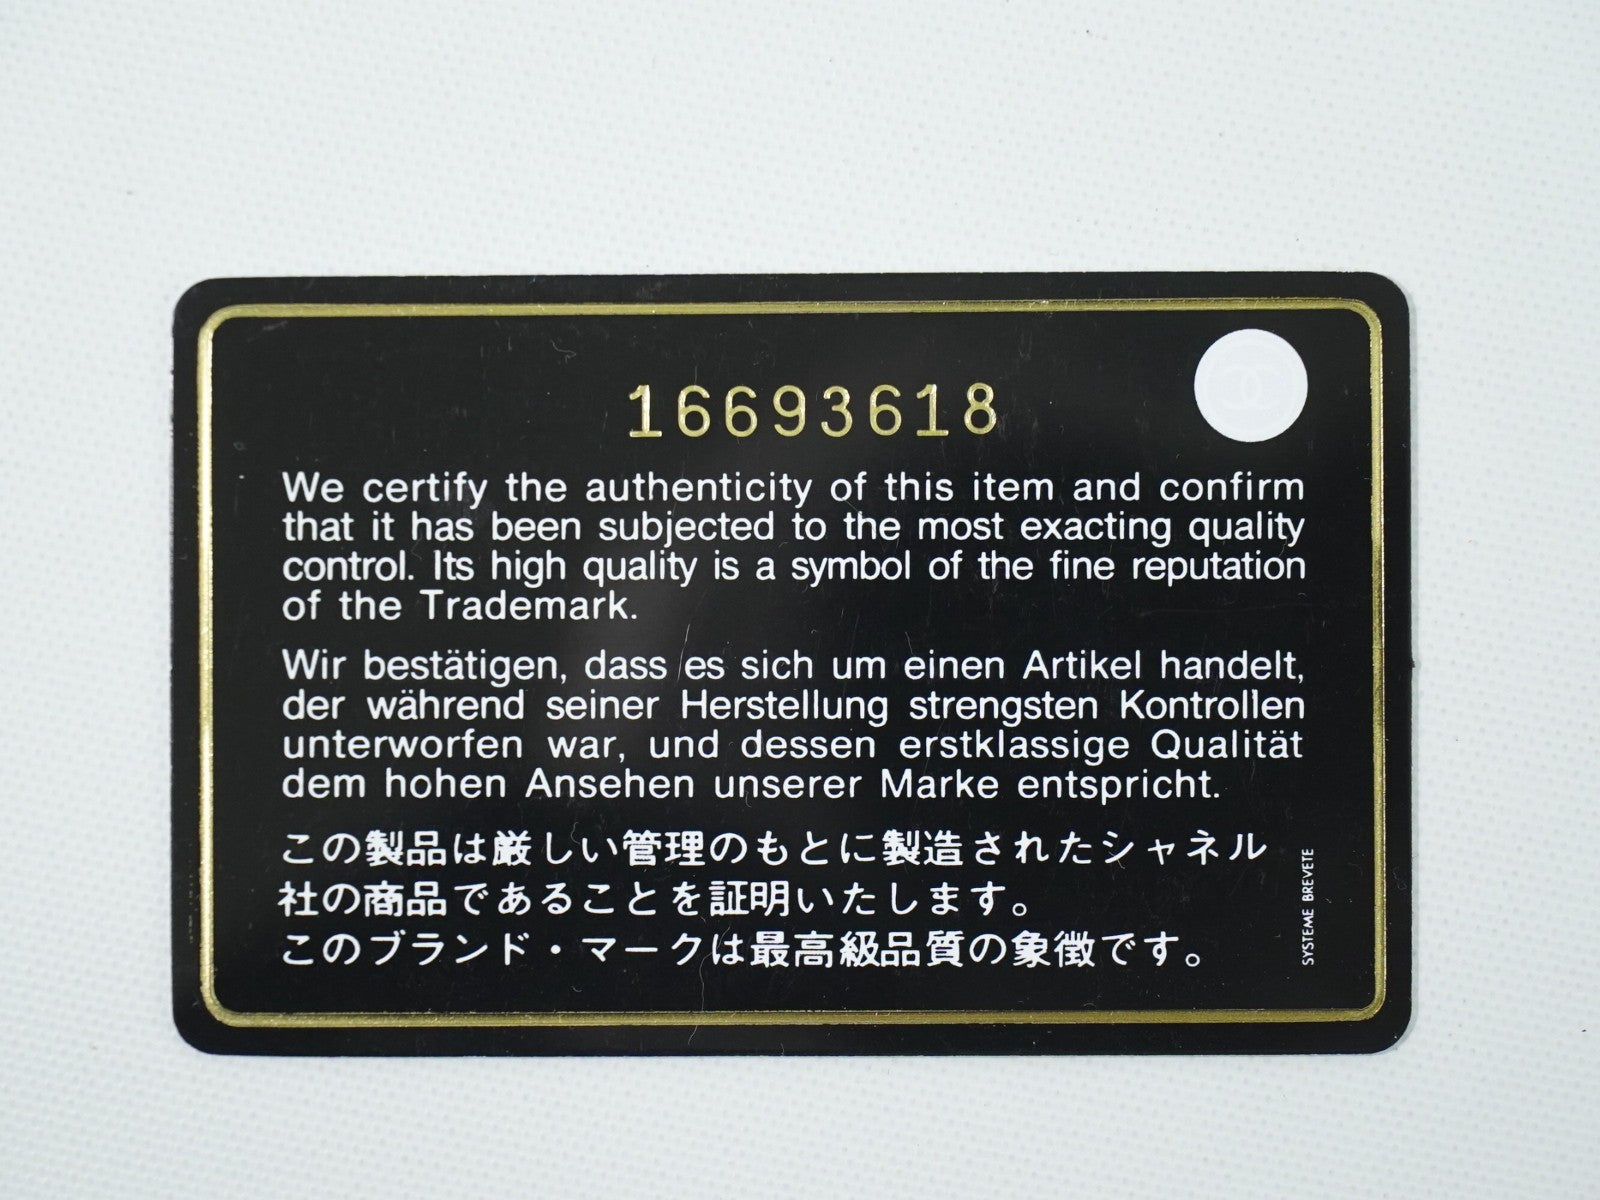 16693618
We certify the authenticity of this item and confirm
that it has been subjected to the most exacting quality
control. Its high quality is a symbol of the fine reputation
of the Trademark.
Wir bestätigen, dass es sich um einen Artikel handelt,
der während seiner Herstellung strengsten Kontrollen
unterworfen war, und dessen erstklassige Qualität
dem hohen Ansehen unserer Marke entspricht.
この製品は厳しい管理のもとに製造されたシャネル
社の商品であることを証明いたします。
このブランド・マークは最高級品質の象徴です。
SYSTEME BREVETE